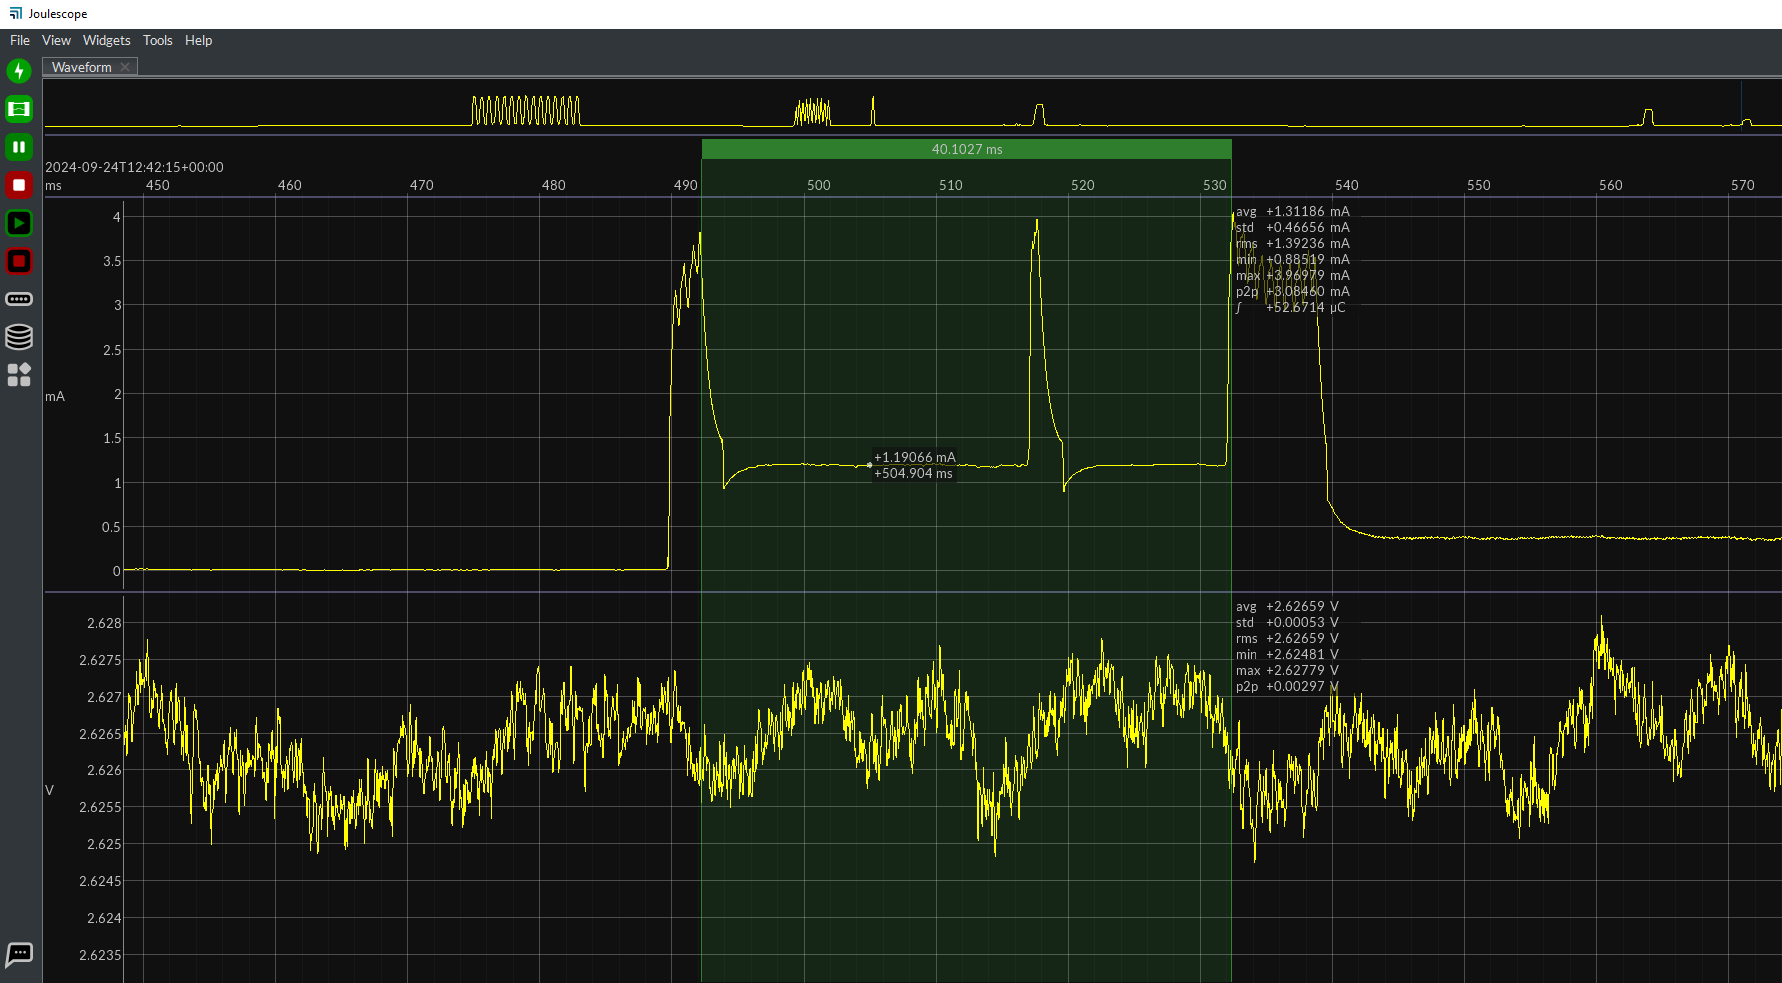 Joulescope
File View Widgets Tools Help
Waveform
40.1027 ms
2024-09-24T12:42:15+00:00
ms 450 460 470 480 490 500 510 520 530 540 550 560 570
4
3.5
3
2.5
2
1.5
1
0.5
0
mA
avg +1.31186 mA
std +0.46656 mA
rms +1.39236 mA
min +0.88519 mA
max +3.96979 mA
p2p +3.08460 mA
∫ +52.6714 µC
+1.19066 mA
+504.904 ms
2.628
2.6275
2.627
2.6265
2.626
2.6255
2.625
2.6245
2.624
2.6235
V
avg +2.62659 V
std +0.00053 V
rms +2.62659 V
min +2.62481 V
max +2.62779 V
p2p +0.00297 V